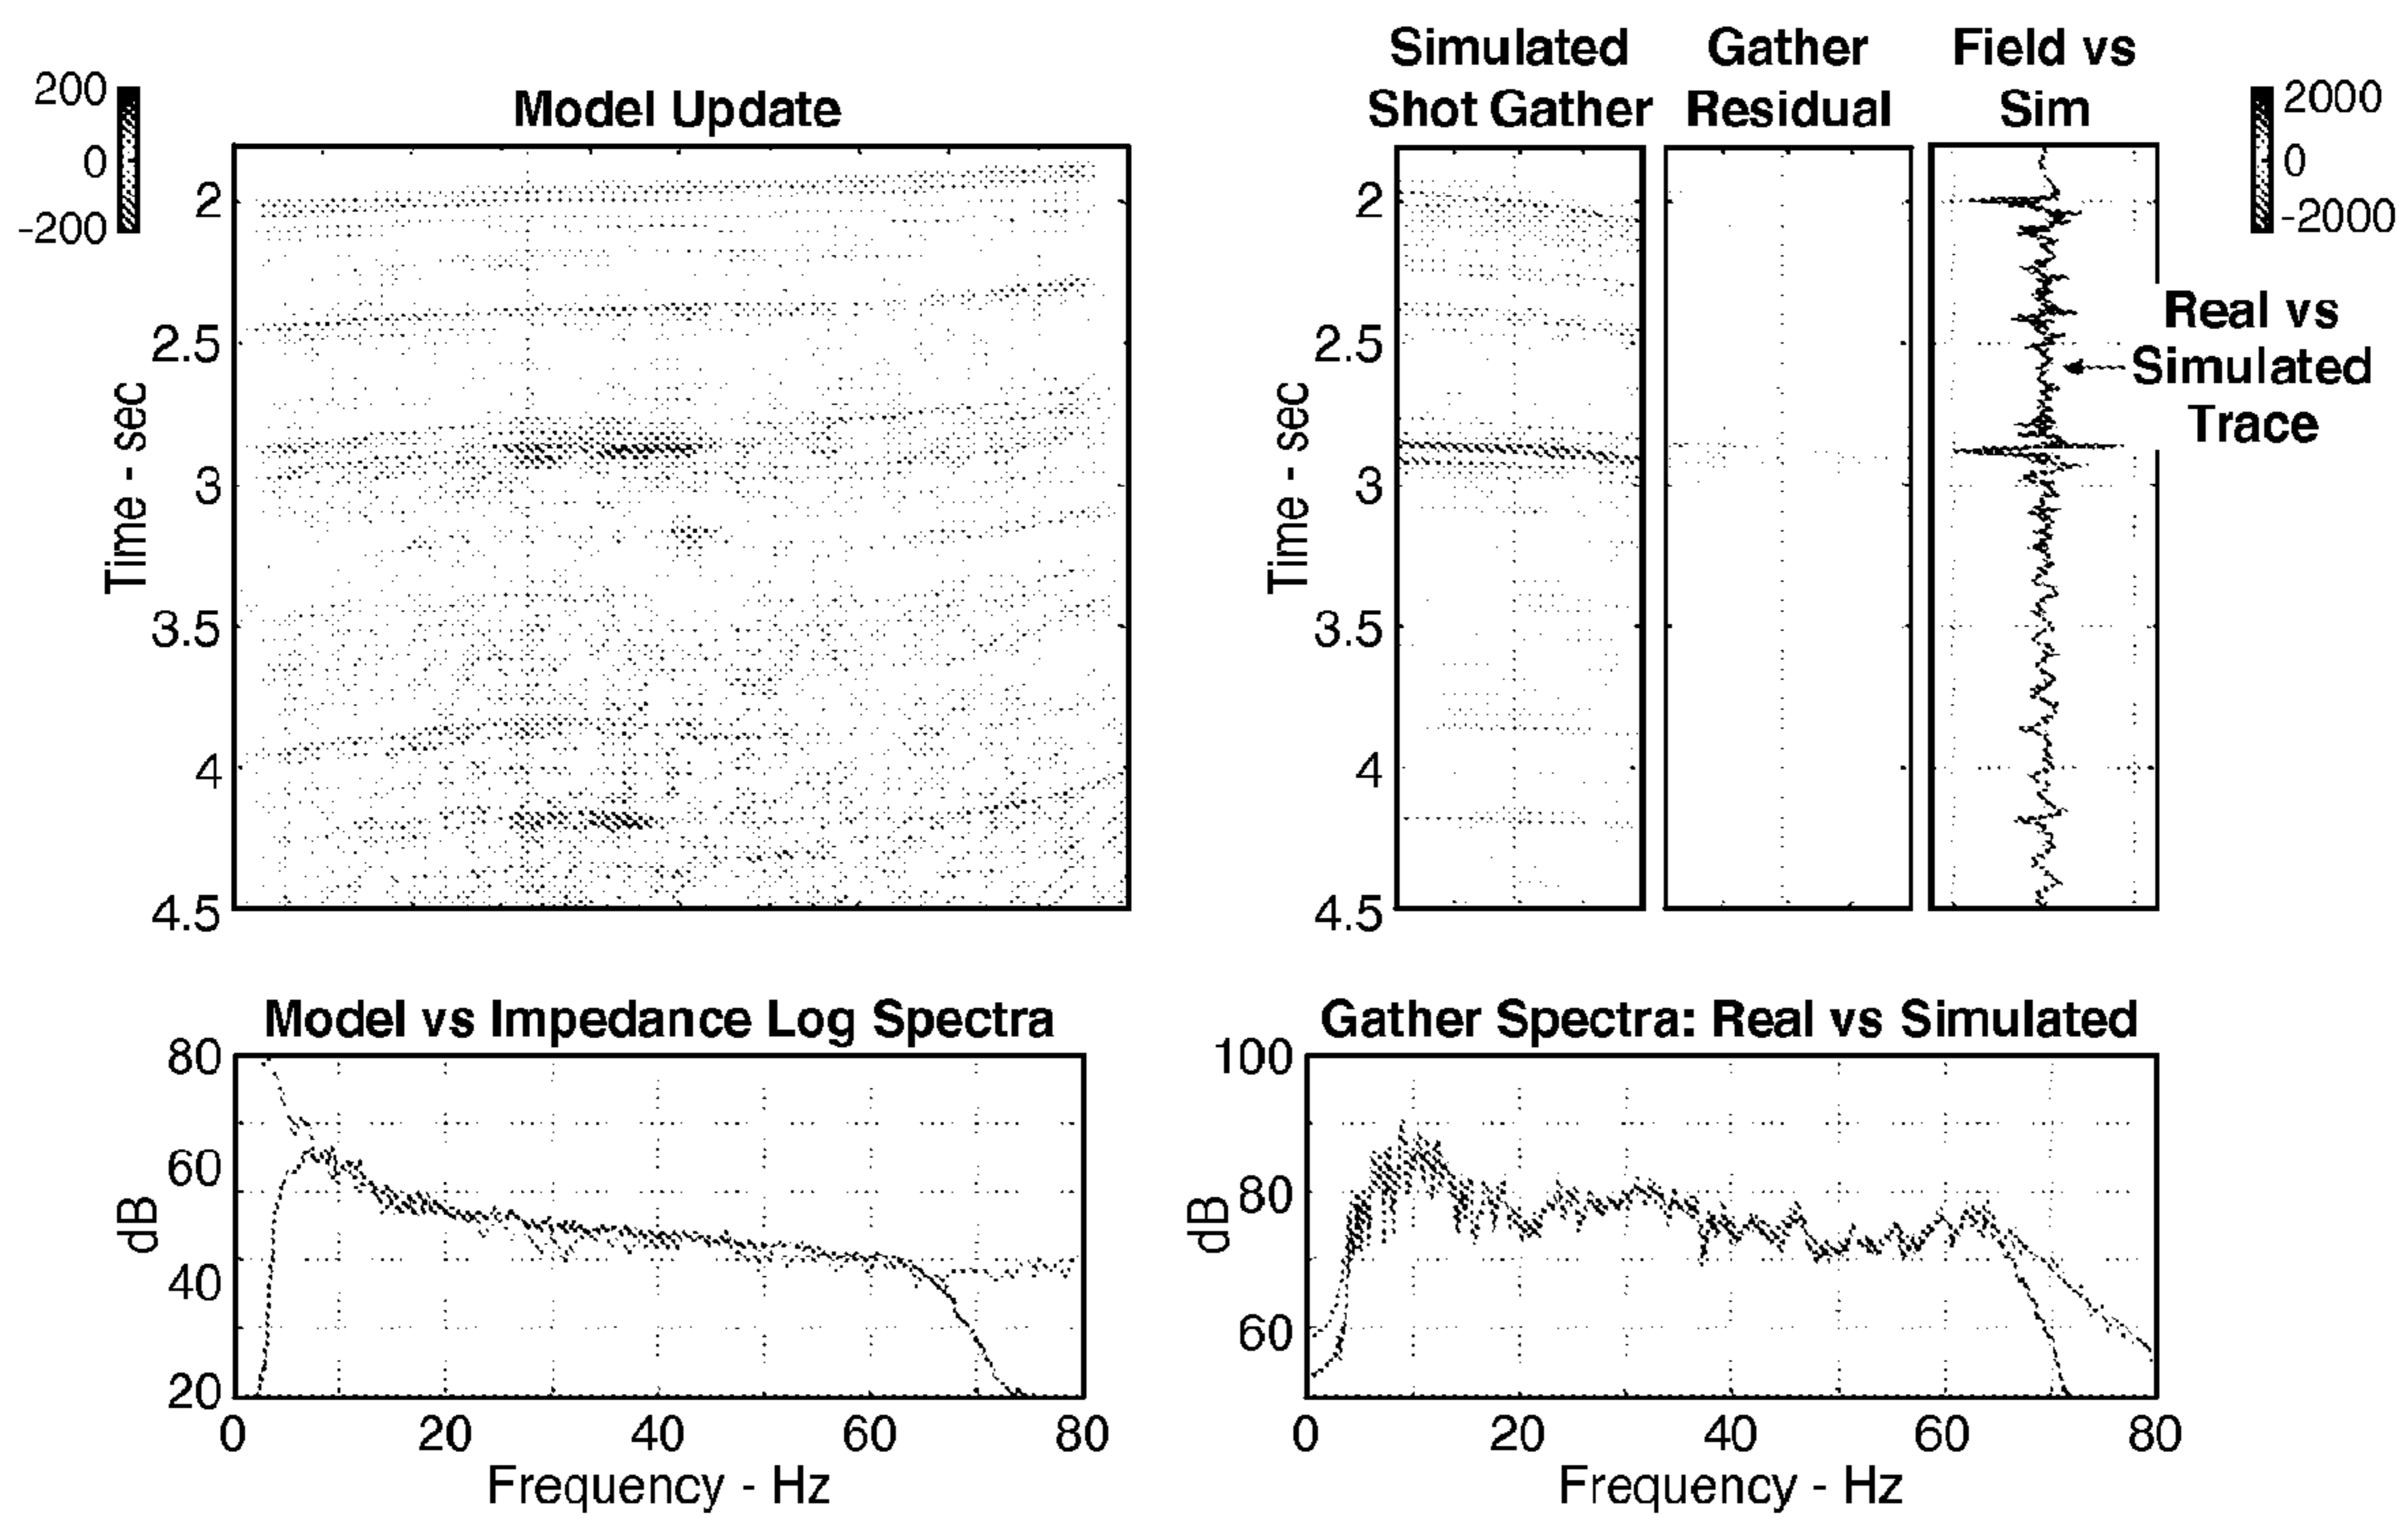 200
0
-200
Model Update
Time - sec
2
2.5
3
3.5
4
4.5
Simulated
Shot Gather
Gather
Residual
Field vs
Sim
2000
0
-2000
Time - sec
2
2.5
3
3.5
4
4.5
Real vs
Simulated
Trace
Model vs Impedance Log Spectra
dB
80
60
40
20
0 20 40 60 80
Frequency - Hz
Gather Spectra: Real vs Simulated
dB
100
80
60
0 20 40 60 80
Frequency - Hz